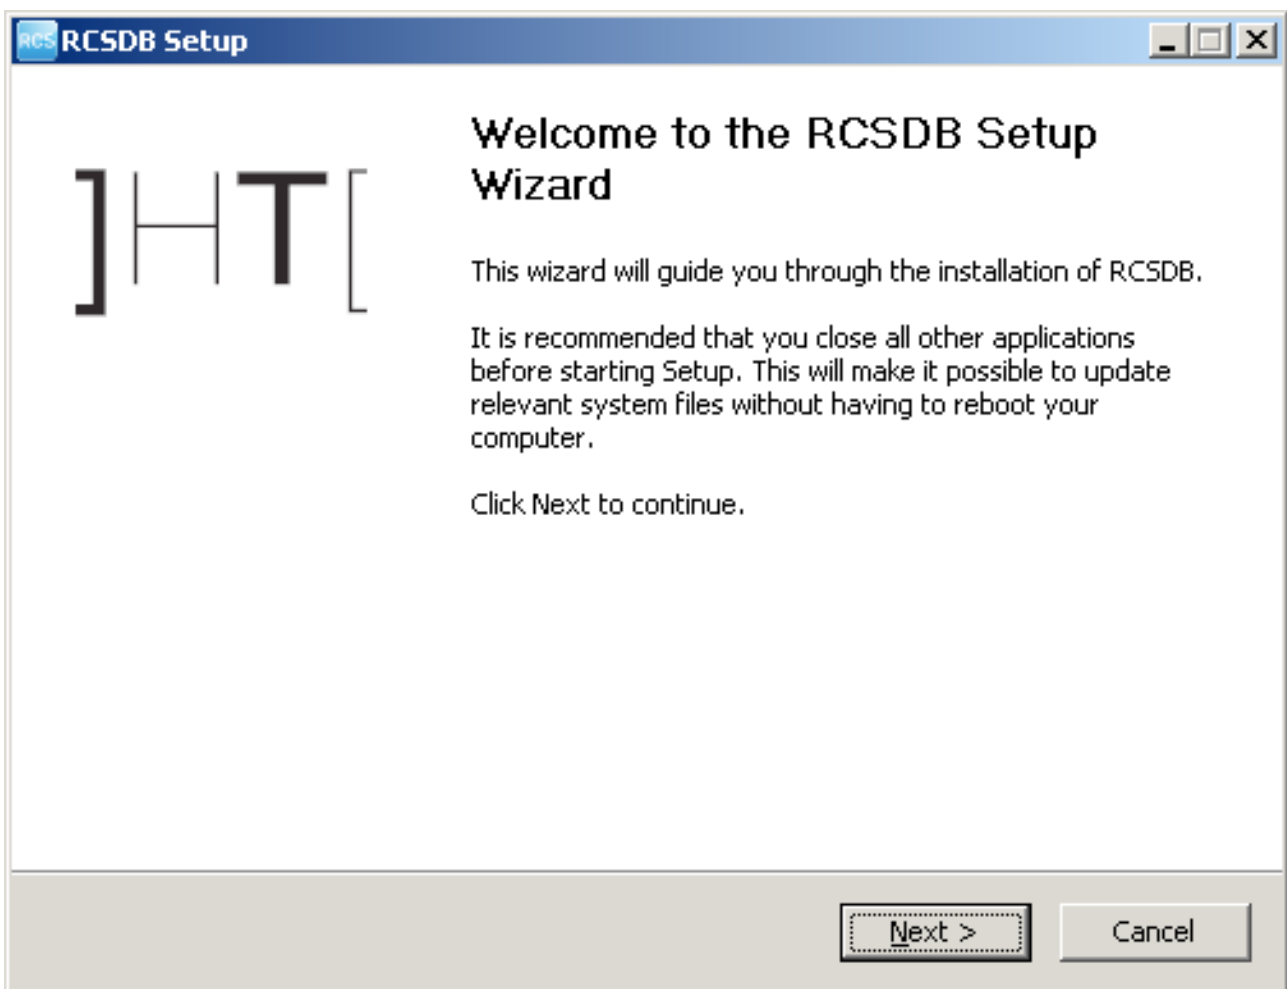 RCS RCSDB Setup
]HT[
Welcome to the RCSDB Setup
Wizard
This wizard will guide you through the installation of RCSDB.
It is recommended that you close all other applications
before starting Setup. This will make it possible to update
relevant system files without having to reboot your
computer.
Click Next to continue.
Next >
Cancel